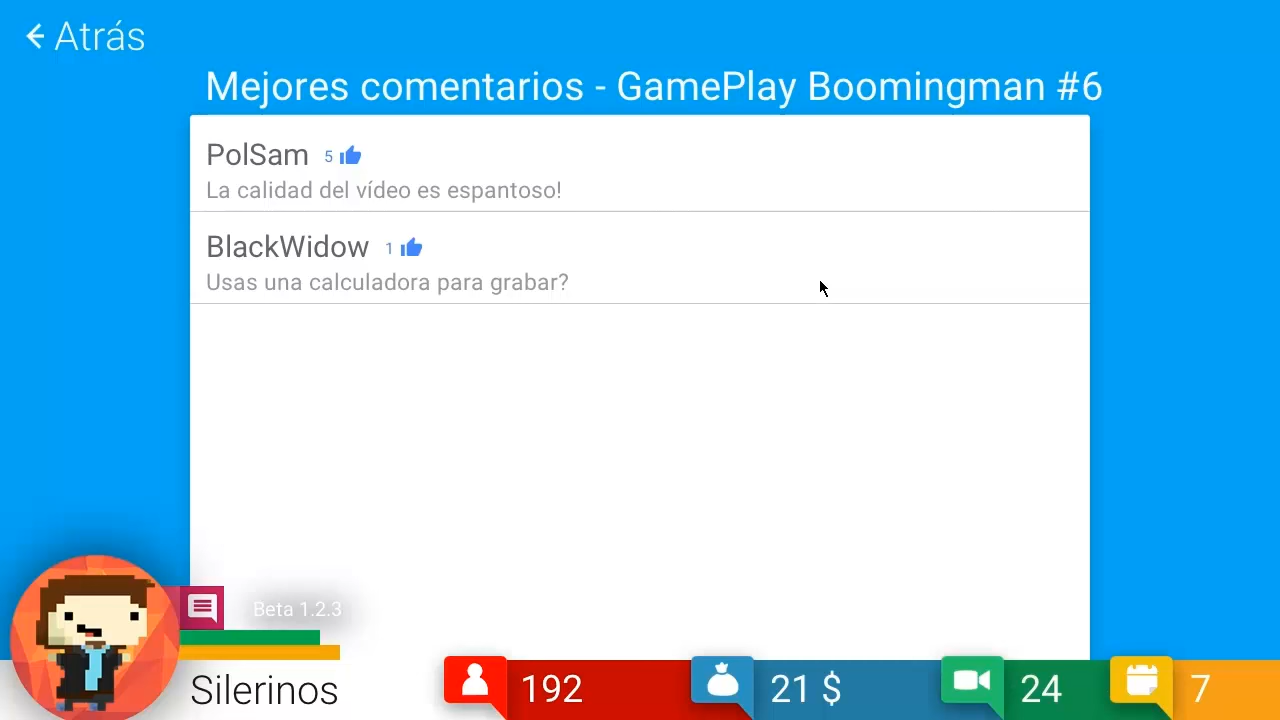 Atrás
Mejores comentarios - GamePlay Boomingman #6
PolSam 5
La calidad del vídeo es espantoso!
BlackWidow 1
Usas una calculadora para grabar?
Beta 1.2.3
Silerinos 192 21 $ 24 7